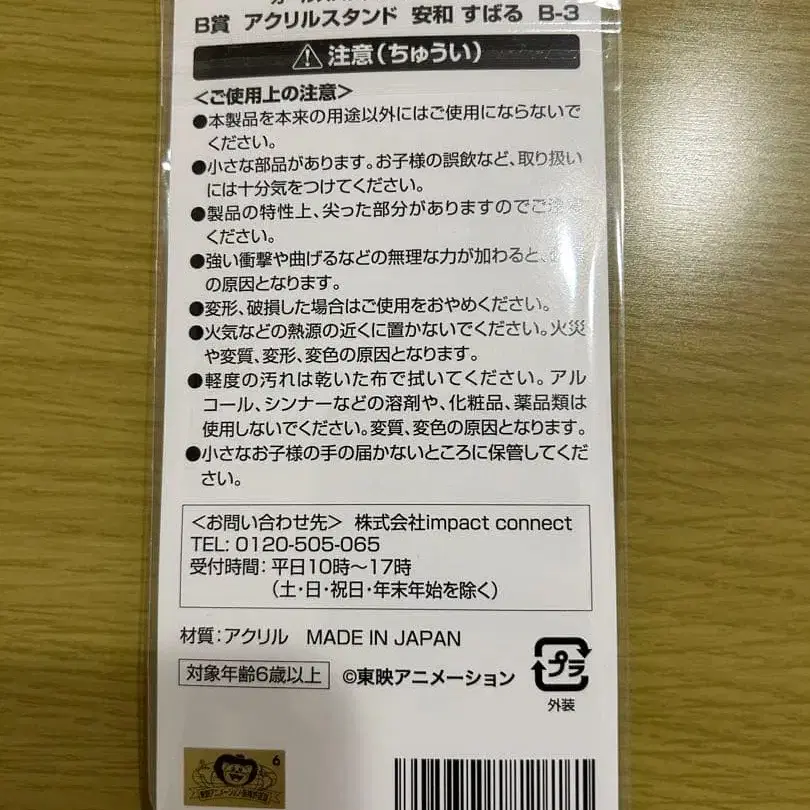 B賞 アクリルスタンド 安和 すばる B-3
注意(ちゅうい)
<ご使用上の注意>
●本製品を本来の用途以外にはご使用にならないで
ください。
●小さな部品があります。お子様の誤飲など、取り扱い
には十分気をつけてください。
●製品の特性上、尖った部分がありますのでご注意
ください。
●強い衝撃や曲げるなどの無理な力が加わると、
の原因となります。
●変形、破損した場合はご使用をおやめください。
●火気などの熱源の近くに置かないでください。火災
や変質、変形、変色の原因となります。
●軽度の汚れは乾いた布で拭いてください。アル
コール、シンナーなどの溶剤や、化粧品、薬品類は
使用しないでください。変質、変色の原因となります。
●小さなお子様の手の届かないところに保管してくだ
さい。
<お問い合わせ先> 株式会社impact connect
TEL: 0120-505-065
受付時間: 平日10時~17時
(土・日・祝日・年末年始を除く)
材質:アクリル MADE IN JAPAN
対象年齢6歳以上 ©東映アニメーション
プラ
外装
6